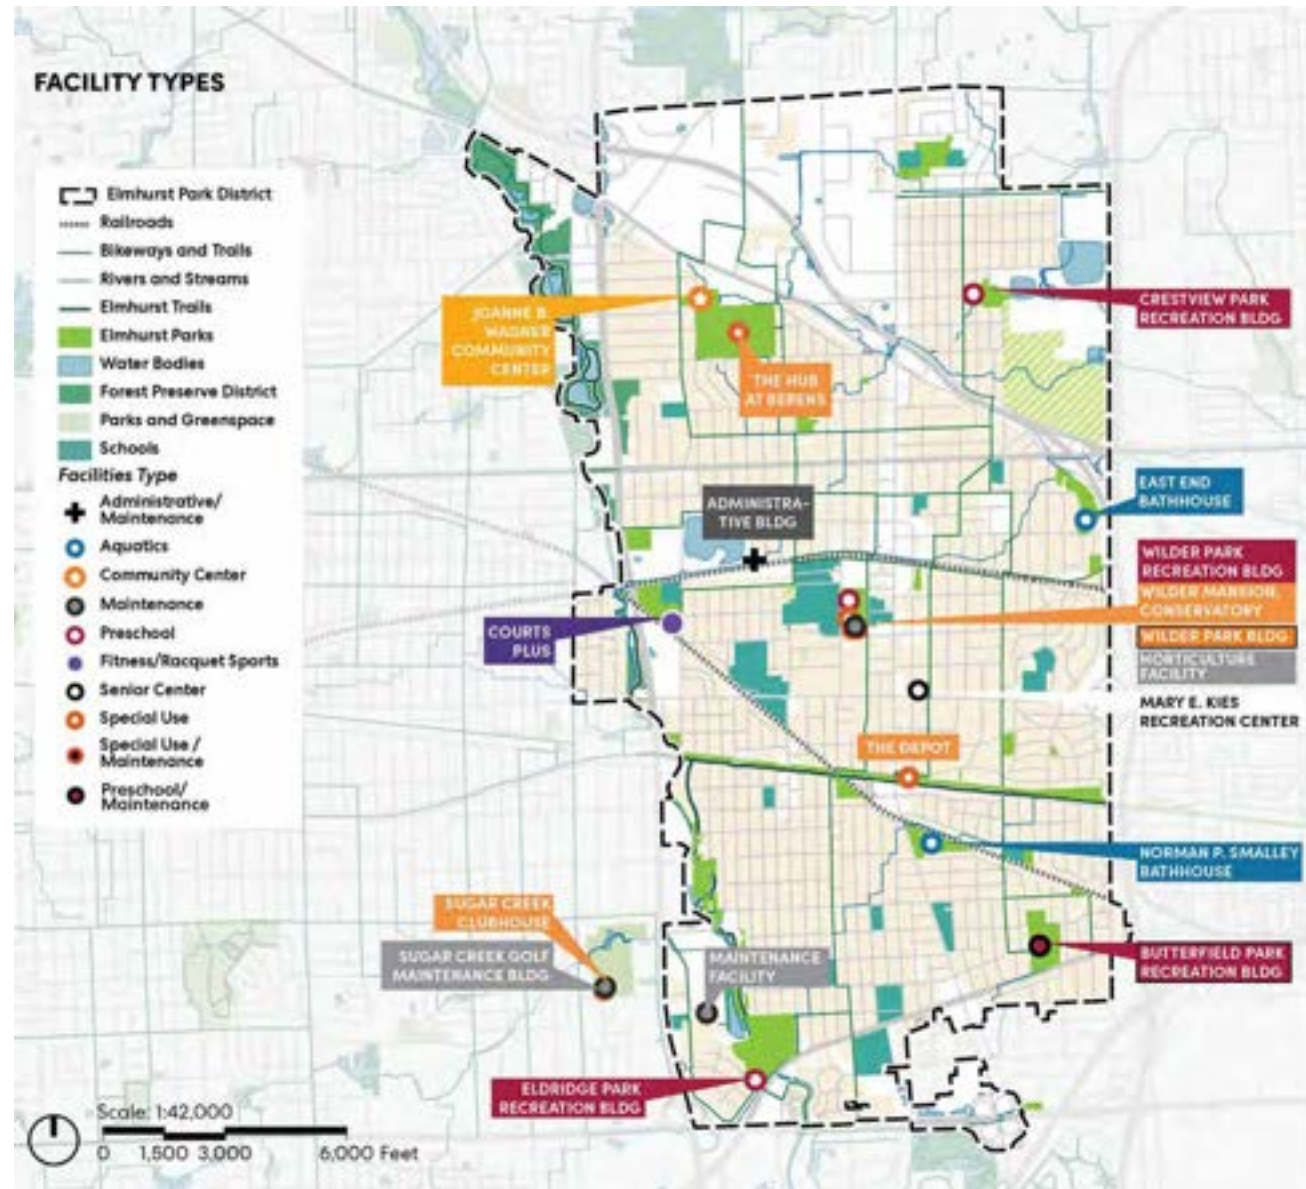 FACILITY TYPES
Elmhurst Park District
Railroads
Bikeways and Trails
Rivers and Streams
Elmhurst Trails
Elmhurst Parks
Water Bodies
Forest Preserve District
Parks and Greenspace
Schools
Facilities Type
Administrative/
Maintenance
Aquatics
Community Center
Maintenance
Preschool
Fitness/Racquet Sports
Senior Center
Special Use
Special Use /
Maintenance
Preschool/
Maintenance
JOANNE B.
WAGNER
COMMUNITY
CENTER
THE HUB
AT BERENS
CRESTVIEW PARK
RECREATION BLDG
ADMINISTRA-
TIVE BLDG
EAST END
BATHHOUSE
WILDER PARK
RECREATION BLDG
WILDER MANSION,
CONSERVATORY
WILDER PARK BLDG
HORTICULTURE
FACILITY
COURTS
PLUS
MARY E. KIES
RECREATION CENTER
THE DEPOT
NORMAN P. SMALLEY
BATHHOUSE
SUGAR CREEK
CLUBHOUSE
SUGAR CREEK GOLF
MAINTENANCE BLDG
MAINTENANCE
FACILITY
BUTTERFIELD PARK
RECREATION BLDG
ELDRIDGE PARK
RECREATION BLDG
Scale: 1:42,000
0 1,500 3,000 6,000 Feet